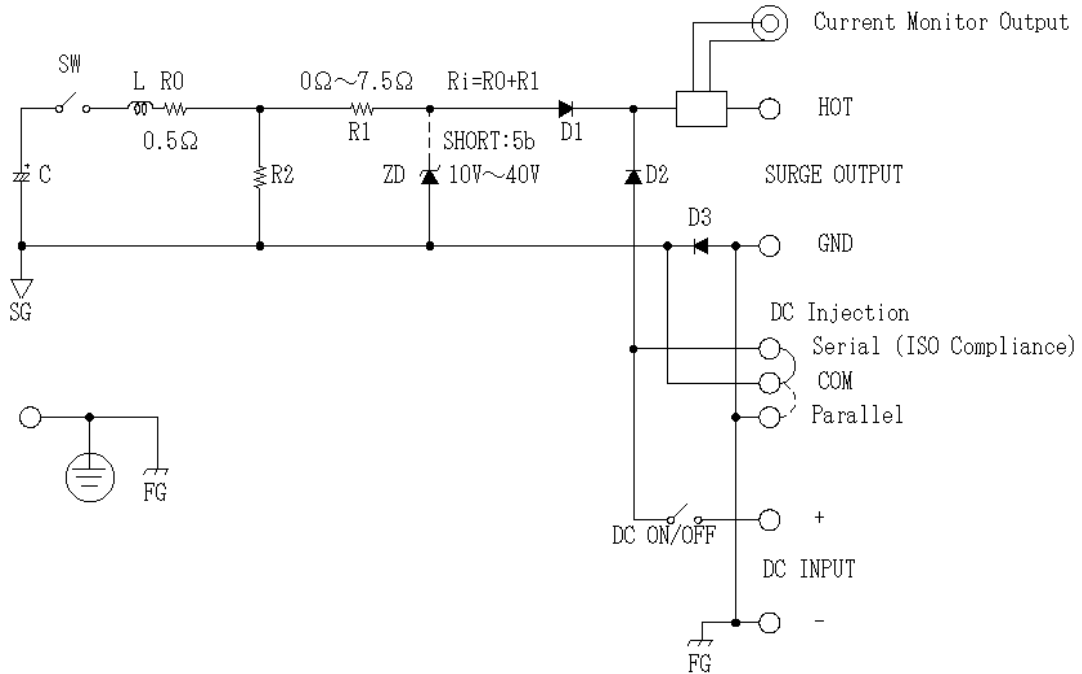 Current Monitor Output
SW
L R0
0Ω～7.5Ω
Ri=R0+R1
0.5Ω
R1
D1
HOT
SHORT:5b
C
R2
ZD
10V～40V
D2
SURGE OUTPUT
D3
GND
SG
DC Injection
Serial (ISO Compliance)
COM
Parallel
FG
+
DC ON/OFF
DC INPUT
-
FG